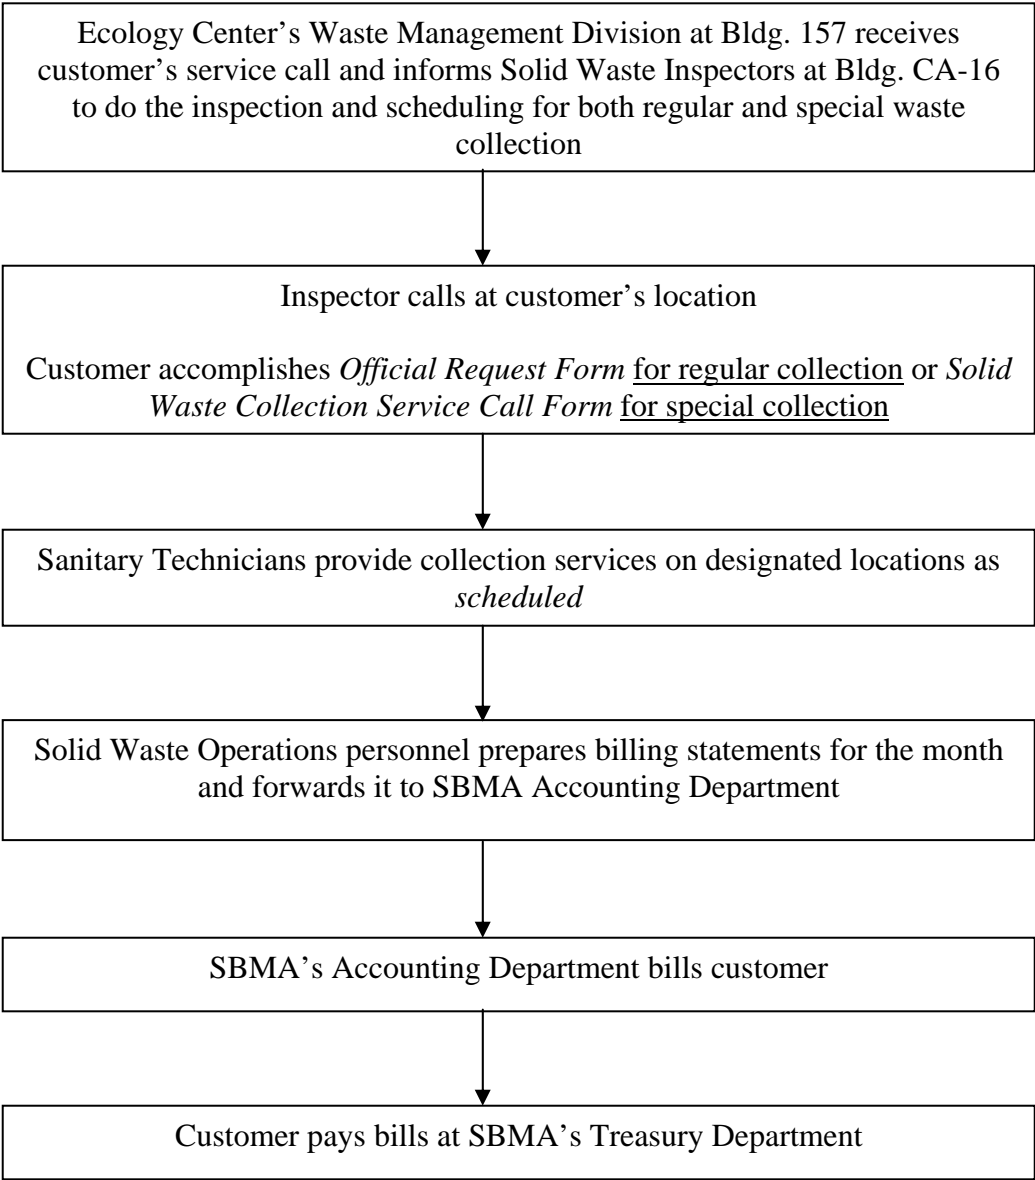 Ecology Center’s Waste Management Division at Bldg. 157 receives
customer’s service call and informs Solid Waste Inspectors at Bldg. CA-16
to do the inspection and scheduling for both regular and special waste
collection
Inspector calls at customer’s location
Customer accomplishes Official Request Form for regular collection or Solid
Waste Collection Service Call Form for special collection
Sanitary Technicians provide collection services on designated locations as
scheduled
Solid Waste Operations personnel prepares billing statements for the month
and forwards it to SBMA Accounting Department
SBMA’s Accounting Department bills customer
Customer pays bills at SBMA’s Treasury Department